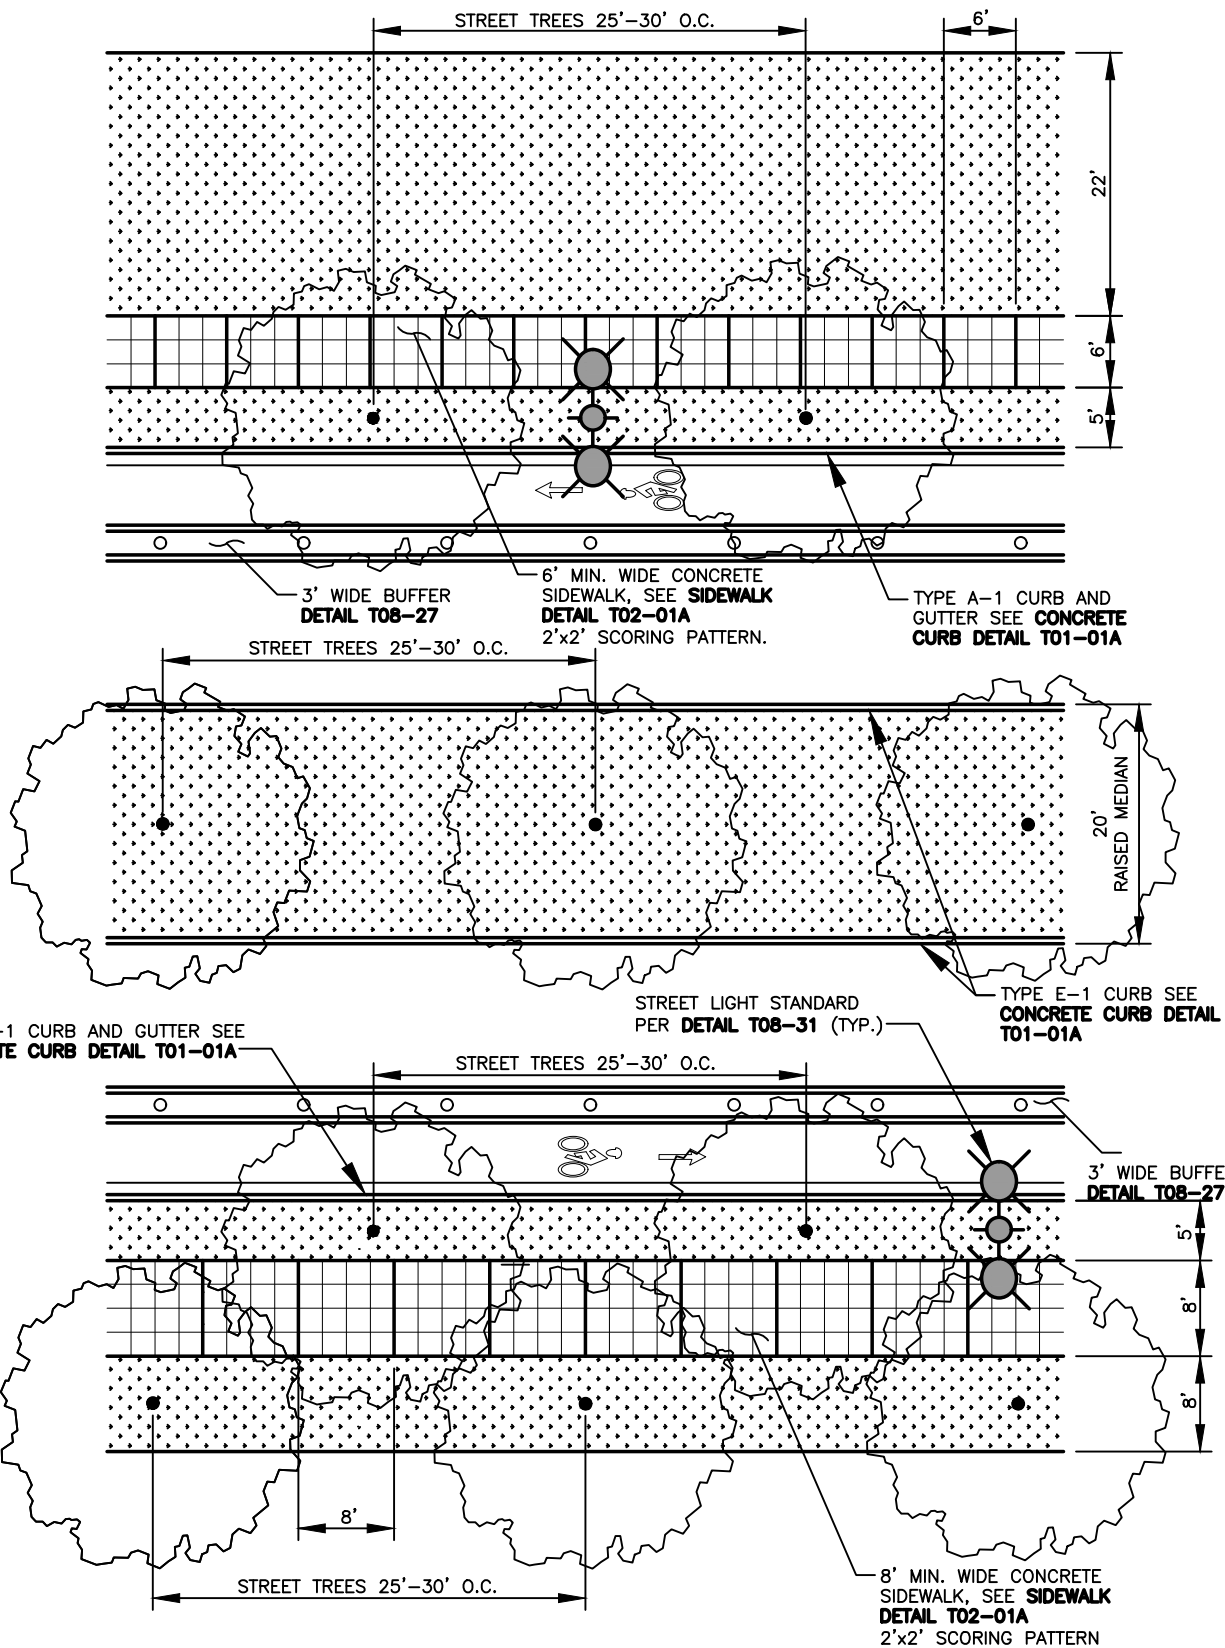 STREET TREES 25'-30' O.C.
6'
22'
6'
5'
3' WIDE BUFFER
DETAIL T08-27
6' MIN. WIDE CONCRETE
SIDEWALK, SEE SIDEWALK
DETAIL T02-01A
2'x2' SCORING PATTERN.
TYPE A-1 CURB AND
GUTTER SEE CONCRETE
CURB DETAIL T01-01A
STREET TREES 25'-30' O.C.
20'
RAISED MEDIAN
TYPE E-1 CURB SEE
CONCRETE CURB DETAIL
T01-01A
STREET LIGHT STANDARD
PER DETAIL T08-31 (TYP.)
-1 CURB AND GUTTER SEE
TE CURB DETAIL T01-01A
STREET TREES 25'-30' O.C.
3' WIDE BUFFE
DETAIL T08-27
5'
8'
8'
8'
STREET TREES 25'-30' O.C.
8' MIN. WIDE CONCRETE
SIDEWALK, SEE SIDEWALK
DETAIL T02-01A
2'x2' SCORING PATTERN